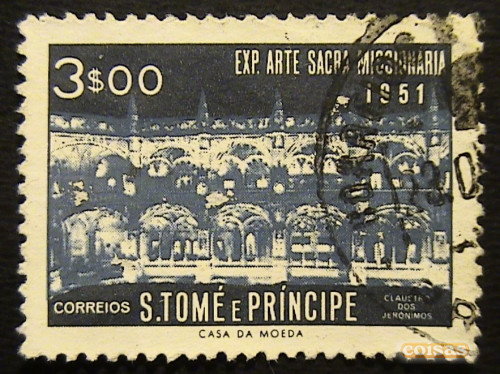 3$00
EXP. ARTE SACRA MISSIONARIA
1951
CORREIOS
S.TOMÉ E PRÍNCIPE
CLAUSTRO
DOS
JERÓNIMOS
CASA DA MOEDA
coisas